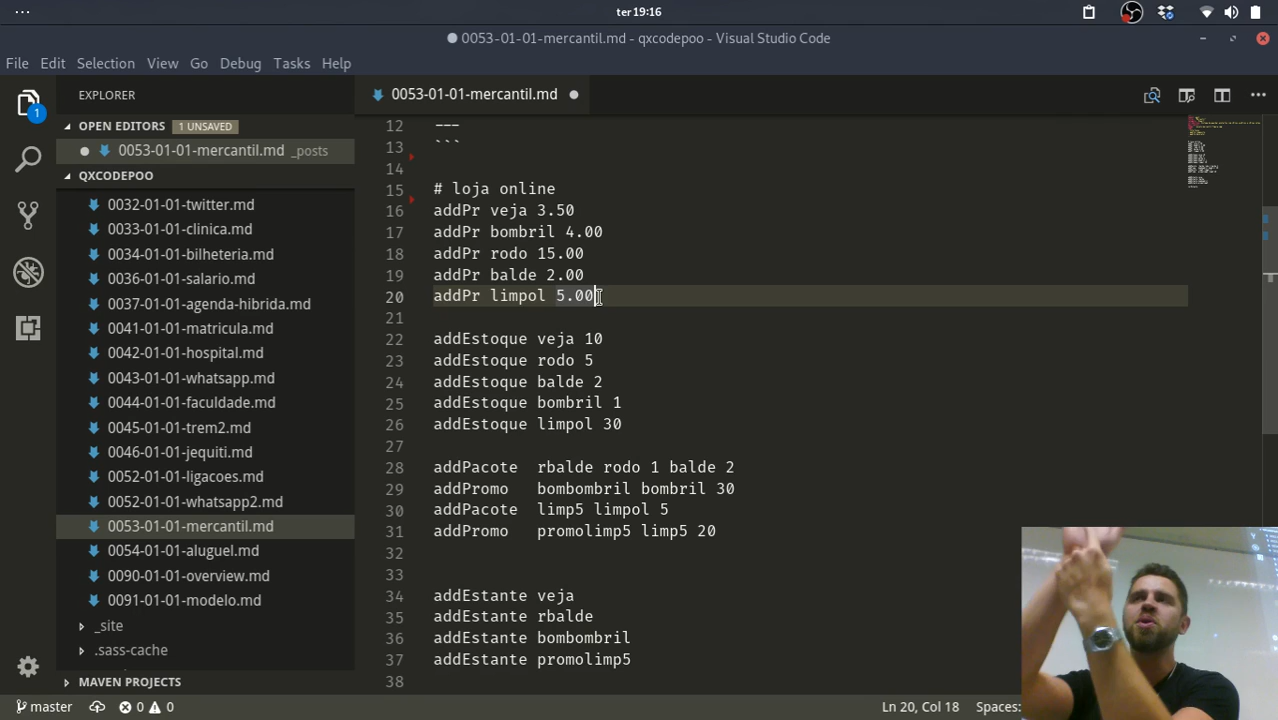 ter 19:16
0053-01-01-mercantil.md - qxcodepoo - Visual Studio Code
File Edit Selection View Go Debug Tasks Help
EXPLORER
0053-01-01-mercantil.md
OPEN EDITORS 1 UNSAVED
0053-01-01-mercantil.md _posts
QXCODEPOO
0032-01-01-twitter.md
0033-01-01-clinica.md
0034-01-01-bilheteria.md
0036-01-01-salario.md
0037-01-01-agenda-hibrida.md
0041-01-01-matricula.md
0042-01-01-hospital.md
0043-01-01-whatsapp.md
0044-01-01-faculdade.md
0045-01-01-trem2.md
0046-01-01-jequiti.md
0052-01-01-ligacoes.md
0052-01-01-whatsapp2.md
0053-01-01-mercantil.md
0054-01-01-aluguel.md
0090-01-01-overview.md
0091-01-01-modelo.md
_site
.sass-cache
MAVEN PROJECTS
1
12 ---
13 ```
14
15 # loja online
16 addPr veja 3.50
17 addPr bombril 4.00
18 addPr rodo 15.00
19 addPr balde 2.00
20 addPr limpol 5.00
21
22 addEstoque veja 10
23 addEstoque rodo 5
24 addEstoque balde 2
25 addEstoque bombril 1
26 addEstoque limpol 30
27
28 addPacote  rbalde rodo 1 balde 2
29 addPromo   bombombril bombril 30
30 addPacote  limp5 limpol 5
31 addPromo   promolimp5 limp5 20
32
33
34 addEstante veja
35 addEstante rbalde
36 addEstante bombombril
37 addEstante promolimp5
38
master 0 0 Ln 20, Col 18 Spaces: